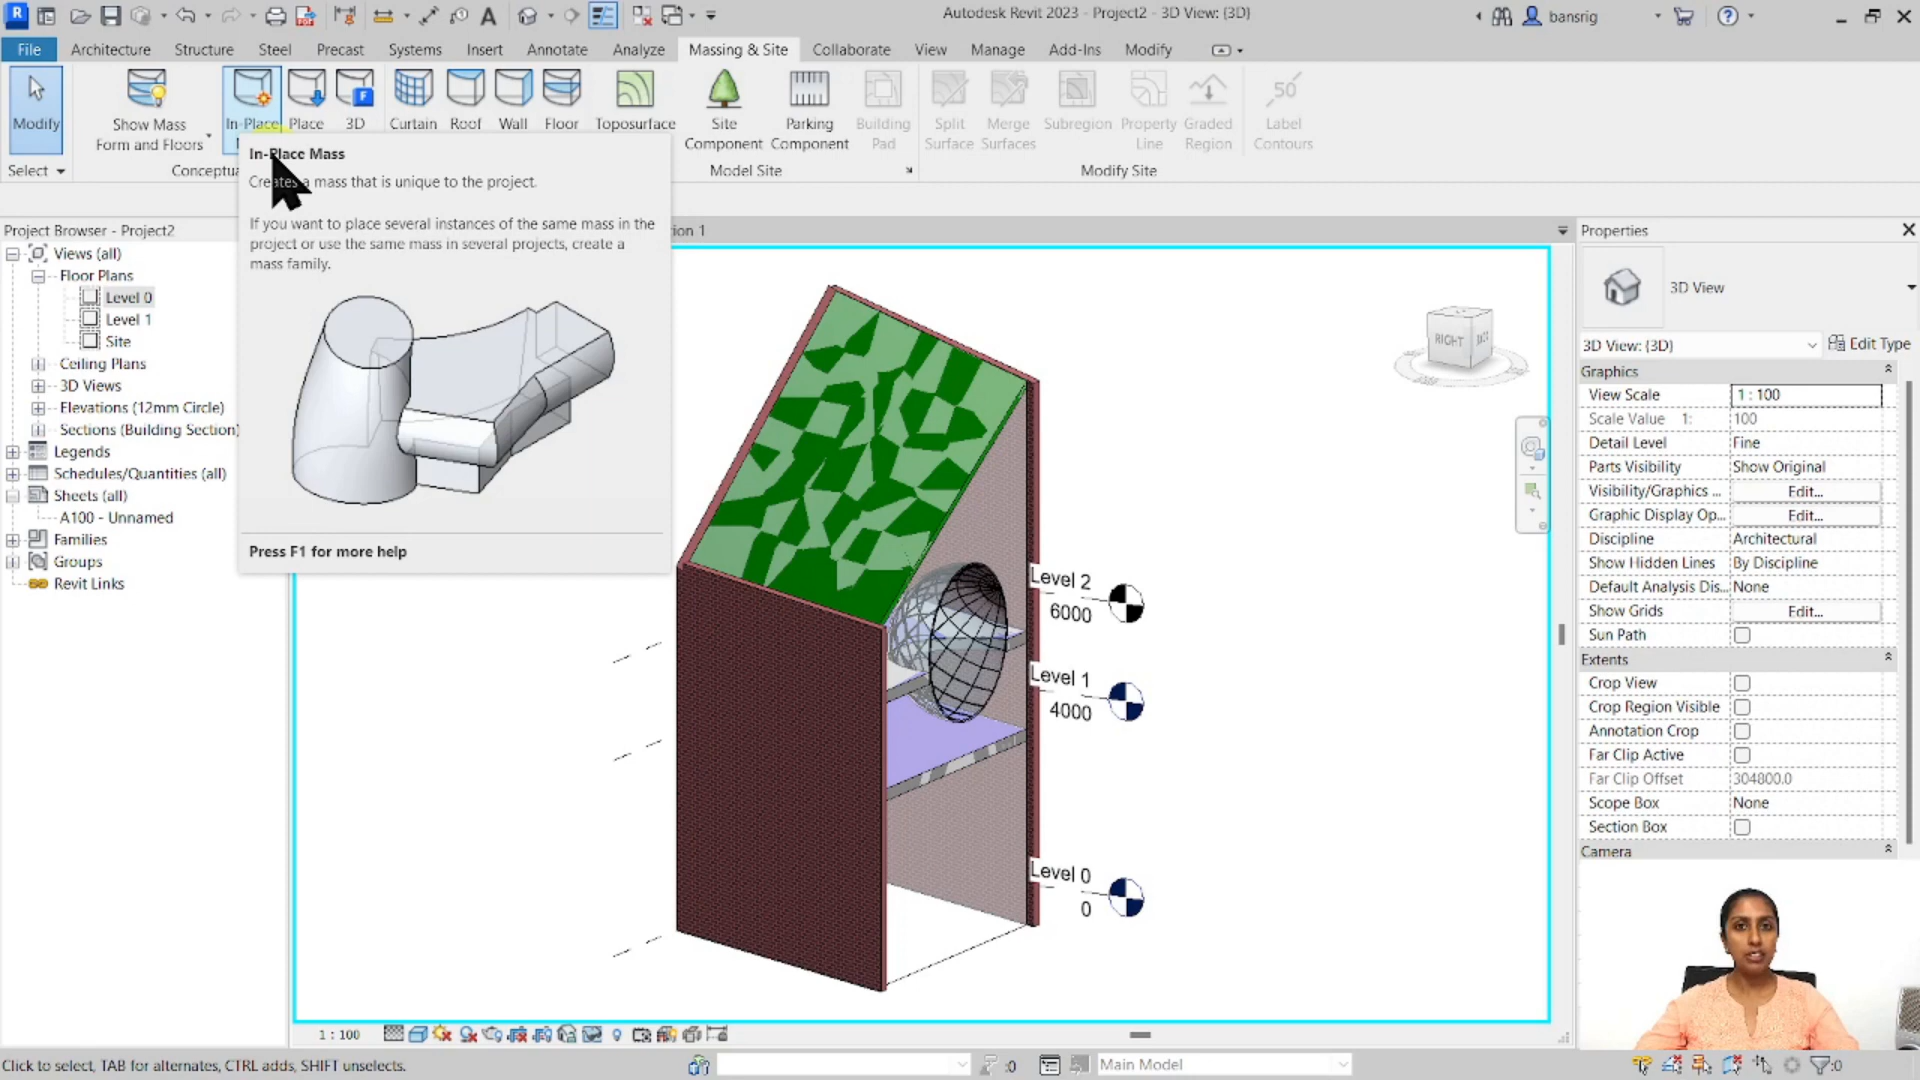 Autodesk Revit 2023 - Project2 - 3D View: {3D}
bansrig
File Architecture Structure Steel Precast Systems Insert Annotate Analyze Massing & Site Collaborate View Manage Add-Ins Modify
Modify
Show Mass
Form and Floors
In-Place
Place
3D
Curtain
Roof
Wall
Floor
Toposurface
Site
Component
Parking
Component
Building
Pad
Split
Surface
Merge
Surfaces
Subregion
Property
Line
Graded
Region
50
Label
Contours
Select
Conceptu
Model Site
Modify Site
In-Place Mass
Creates a mass that is unique to the project.
If you want to place several instances of the same mass in the
project or use the same mass in several projects, create a
mass family.
Press F1 for more help
Project Browser - Project2
Views (all)
Floor Plans
Level 0
Level 1
Site
Ceiling Plans
3D Views
Elevations (12mm Circle)
Sections (Building Section)
Legends
Schedules/Quantities (all)
Sheets (all)
A100 - Unnamed
Families
Groups
Revit Links
ion 1
RIGHT
Level 2
6000
Level 1
4000
Level 0
0
Properties
3D View
3D View: {3D}
Edit Type
Graphics
View Scale 1 : 100
Scale Value 1: 100
Detail Level Fine
Parts Visibility Show Original
Visibility/Graphics ... Edit...
Graphic Display Op... Edit...
Discipline Architectural
Show Hidden Lines By Discipline
Default Analysis Dis... None
Show Grids Edit...
Sun Path
Extents
Crop View
Crop Region Visible
Annotation Crop
Far Clip Active
Far Clip Offset 304800.0
Scope Box None
Section Box
Camera
1 : 100
Click to select, TAB for alternates, CTRL adds, SHIFT unselects.
:0
Main Model
:0